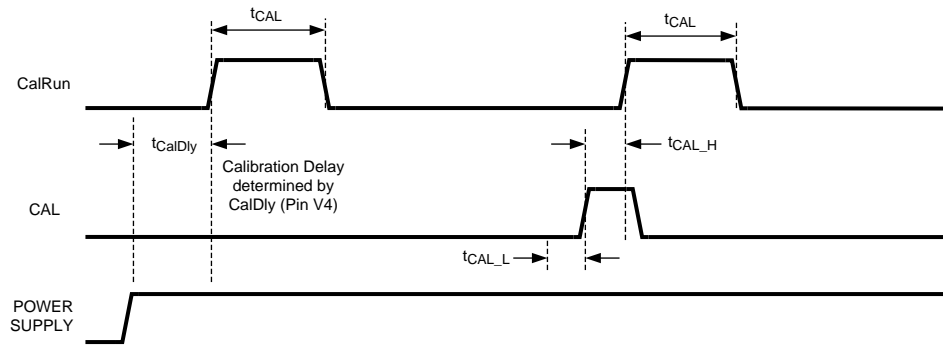 tCAL
tCAL
CalRun
tCalDly
tCAL_H
Calibration Delay
determined by
CalDly (Pin V4)
CAL
tCAL_L
POWER
SUPPLY